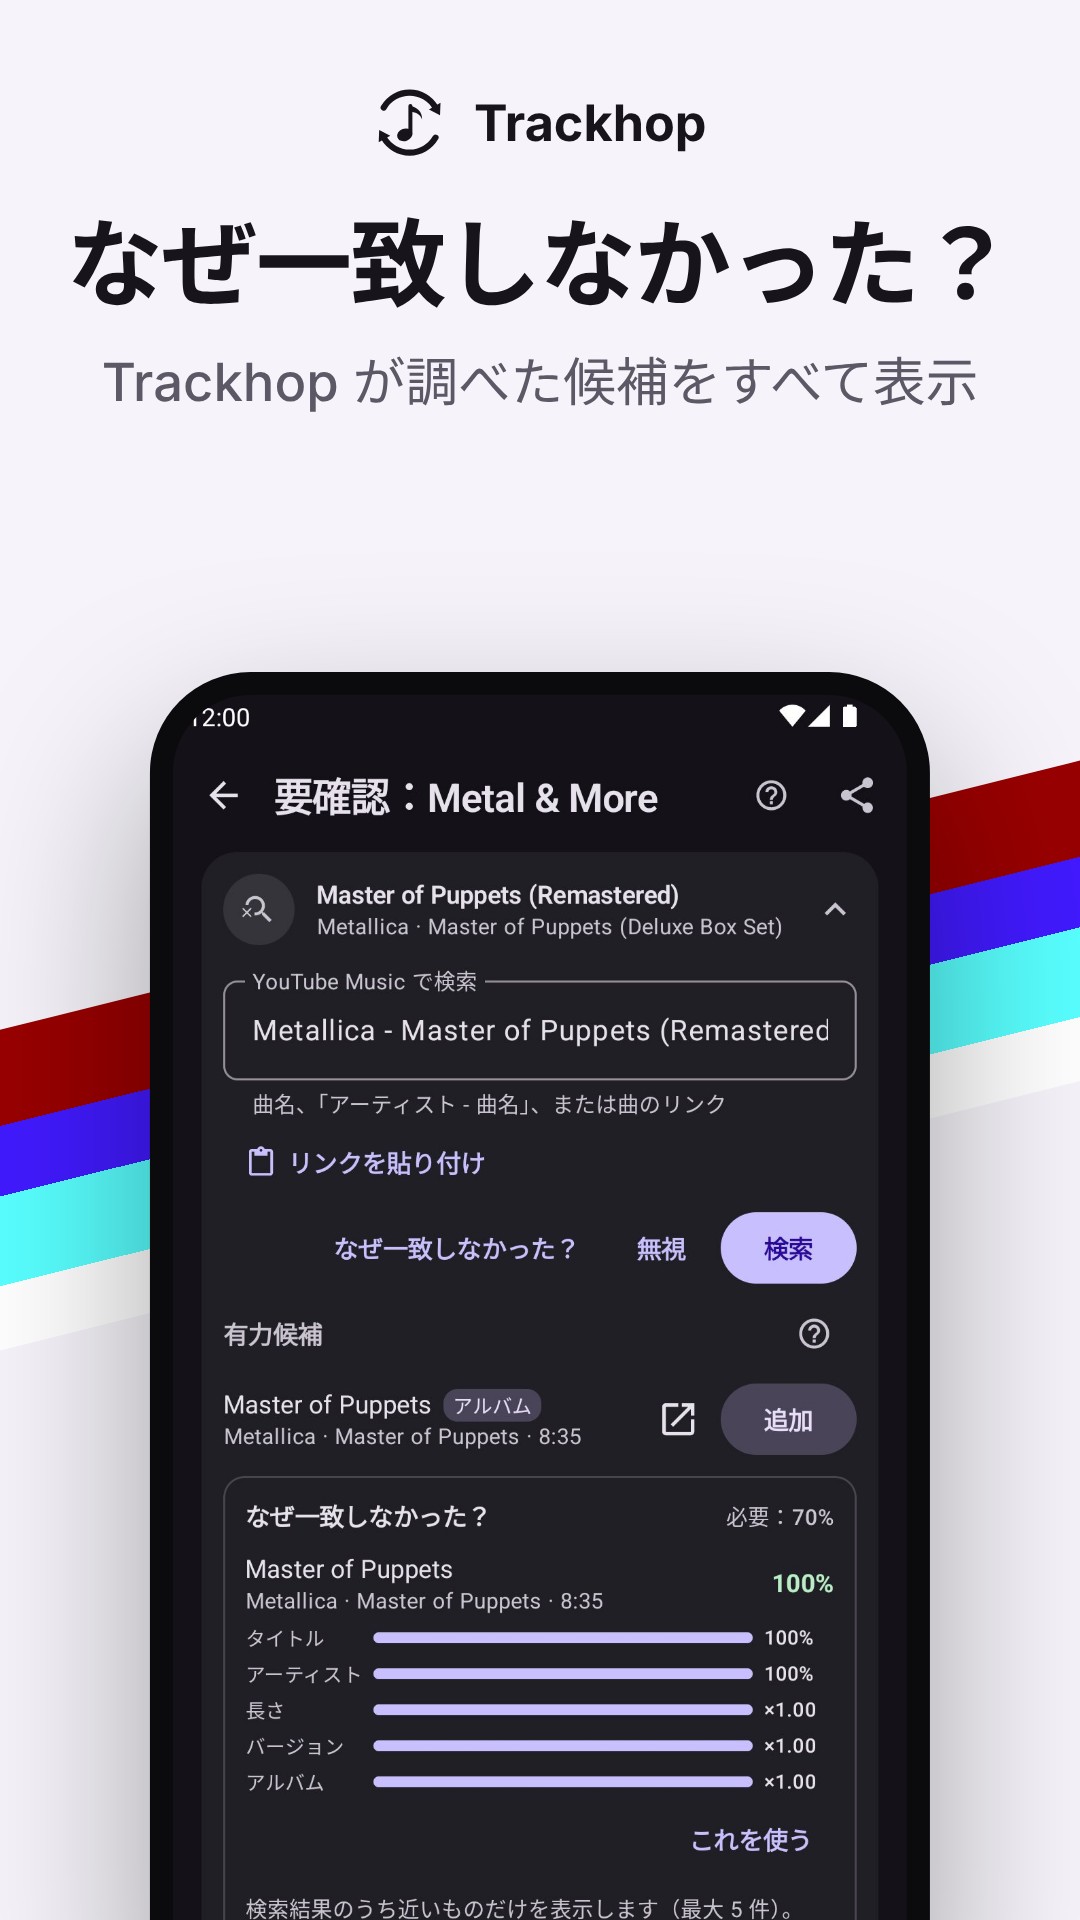 Trackhop
なぜ一致しなかった？
Trackhop が調べた候補をすべて表示
12:00
要確認：Metal & More
Master of Puppets (Remastered)
Metallica · Master of Puppets (Deluxe Box Set)
YouTube Music で検索
Metallica - Master of Puppets (Remastered
曲名、「アーティスト - 曲名」、または曲のリンク
リンクを貼り付け
なぜ一致しなかった？ 無視 検索
有力候補
Master of Puppets アルバム
Metallica · Master of Puppets · 8:35
追加
なぜ一致しなかった？ 必要：70%
Master of Puppets
Metallica · Master of Puppets · 8:35
100%
タイトル 100%
アーティスト 100%
長さ ×1.00
バージョン ×1.00
アルバム ×1.00
これを使う
検索結果のうち近いものだけを表示します（最大 5 件）。